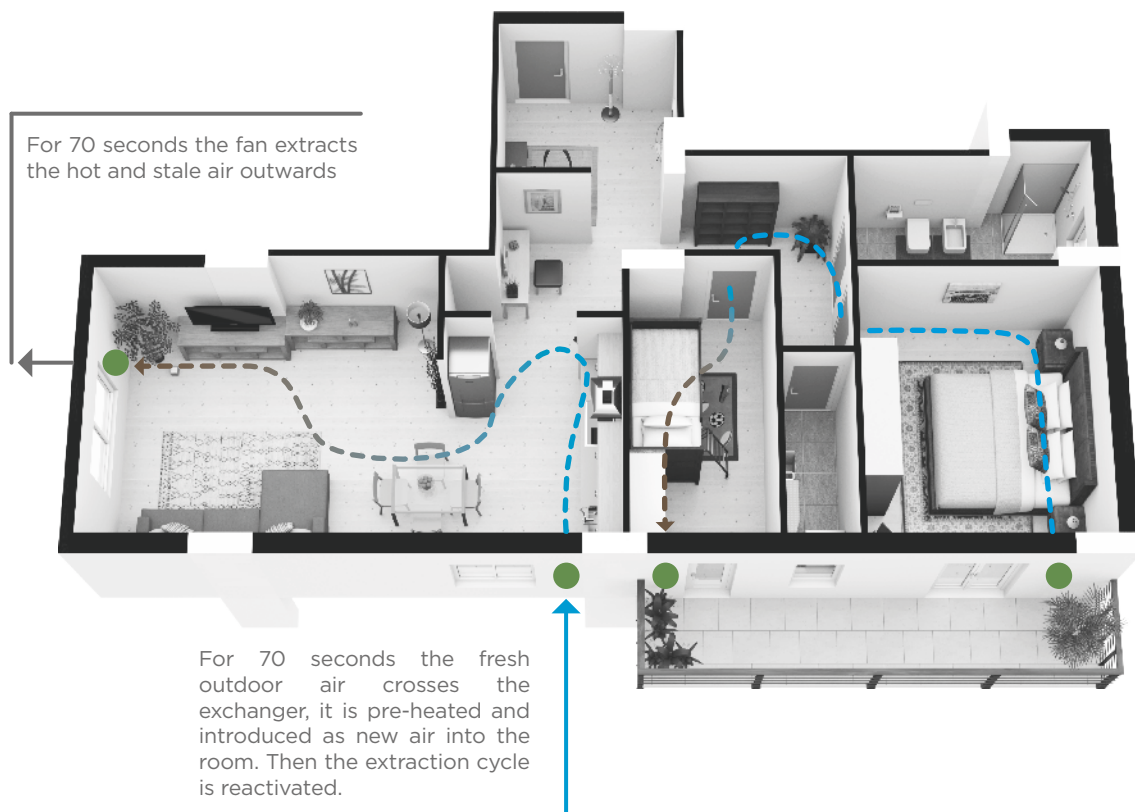 For 70 seconds the fan extracts
the hot and stale air outwards
For 70 seconds the fresh
outdoor air crosses the
exchanger, it is pre-heated and
introduced as new air into the
room. Then the extraction cycle
is reactivated.